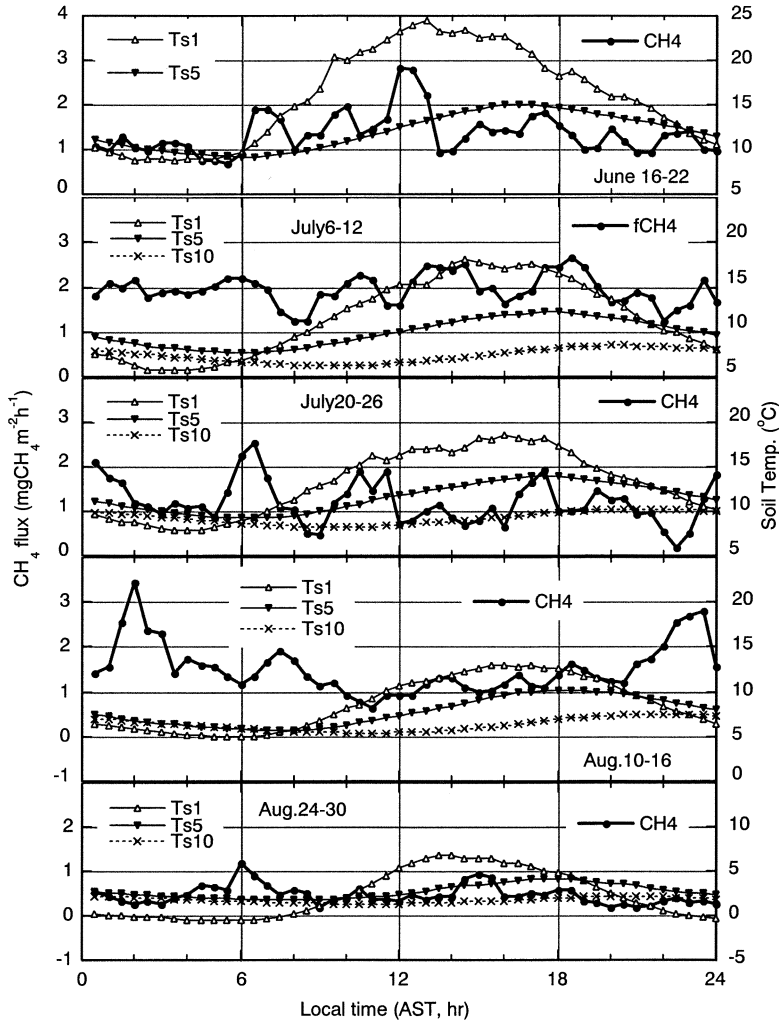 4
3
2
1
0
25
20
15
10
5
Ts1
Ts5
CH4
June 16-22
3
2
1
0
20
15
10
5
Ts1
Ts5
Ts10
July6-12
fCH4
3
2
1
0
20
15
10
5
Ts1
Ts5
Ts10
July20-26
CH4
3
2
1
0
-1
20
15
10
5
0
Ts1
Ts5
Ts10
CH4
Aug.10-16
2
1
0
-1
10
5
0
-5
Ts1
Ts5
Ts10
Aug.24-30
CH4
0 6 12 18 24
Local time (AST, hr)
CH4 flux (mgCH4 m-2h-1)
Soil Temp. (oC)